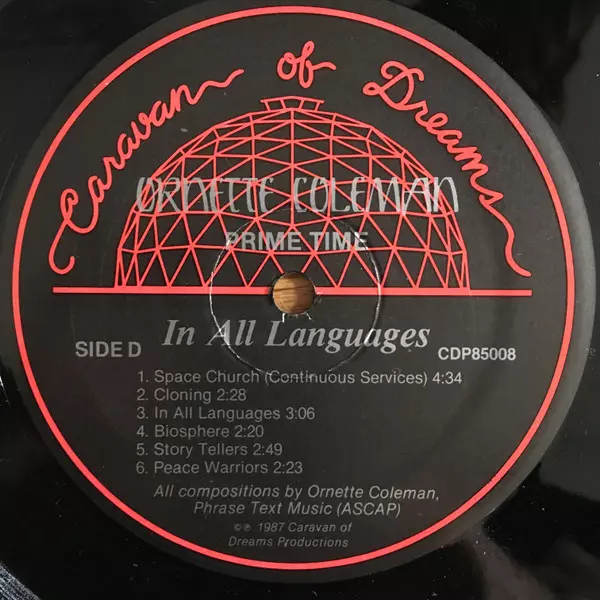 Caravan of Dreams
ORNETTE COLEMAN
PRIME TIME
In All Languages
SIDE D
CDP85008
1. Space Church (Continuous Services) 4:34
2. Cloning 2:28
3. In All Languages 3:06
4. Biosphere 2:20
5. Story Tellers 2:49
6. Peace Warriors 2:23
All compositions by Ornette Coleman,
Phrase Text Music (ASCAP)
©℗ 1987 Caravan of
Dreams Productions